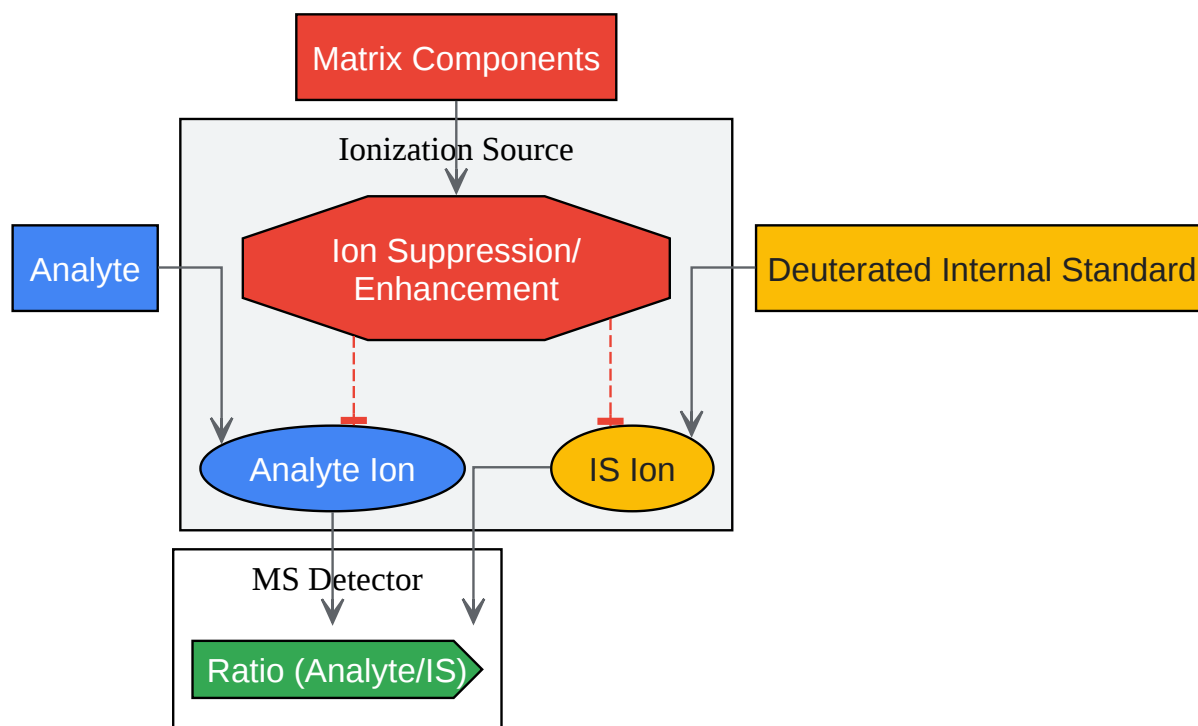 Matrix Components
Ionization Source
Ion Suppression/
Enhancement
Analyte
Deuterated Internal Standard
Analyte Ion
IS Ion
MS Detector
Ratio (Analyte/IS)